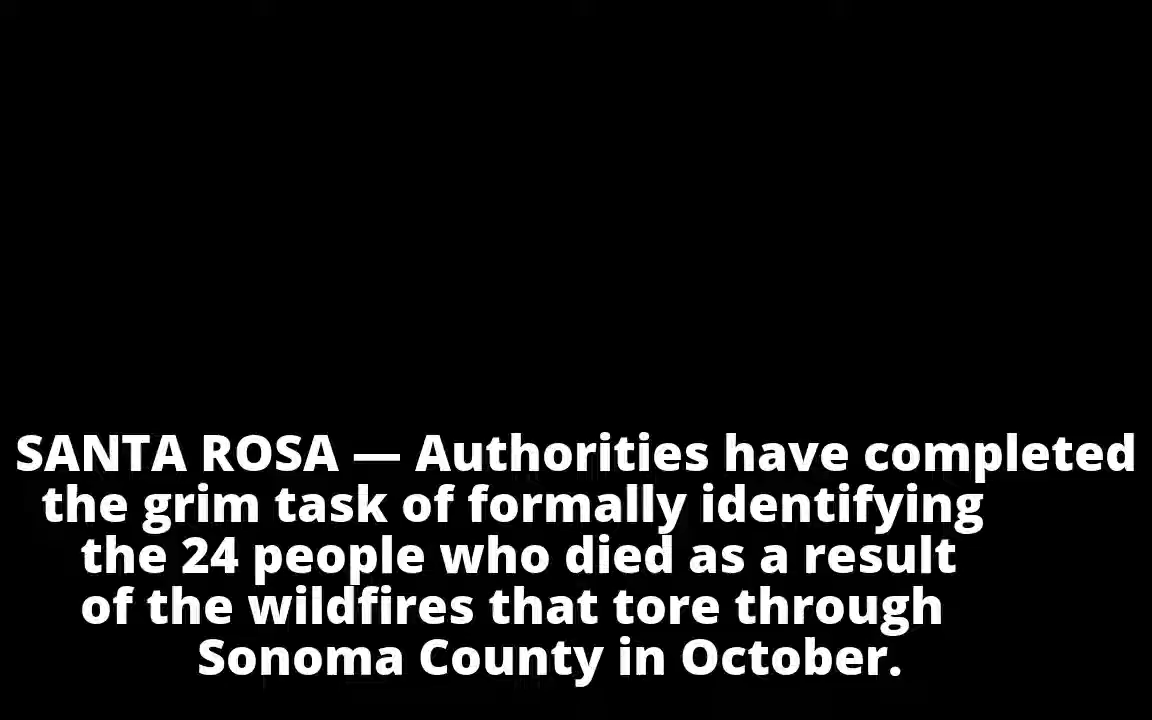 SANTA ROSA — Authorities have completed
the grim task of formally identifying
the 24 people who died as a result
of the wildfires that tore through
Sonoma County in October.